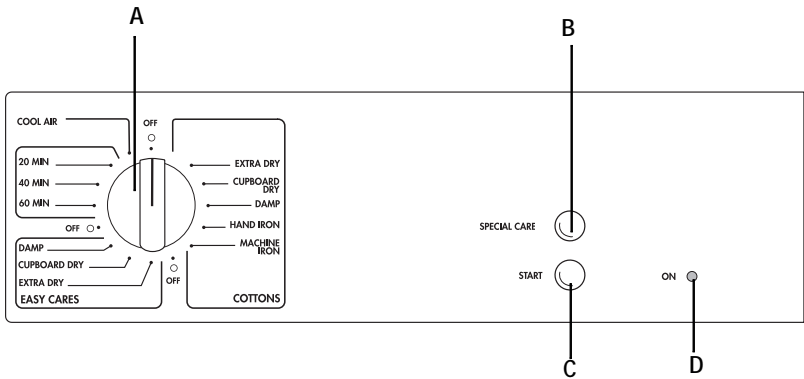 A
B
COOL AIR
OFF
20 MIN
40 MIN
60 MIN
OFF
DAMP
CUPBOARD DRY
EXTRA DRY
EASY CARES
OFF
EXTRA DRY
CUPBOARD
DRY
DAMP
HAND IRON
MACHINE
IRON
COTTONS
SPECIAL CARE
START
ON
C
D